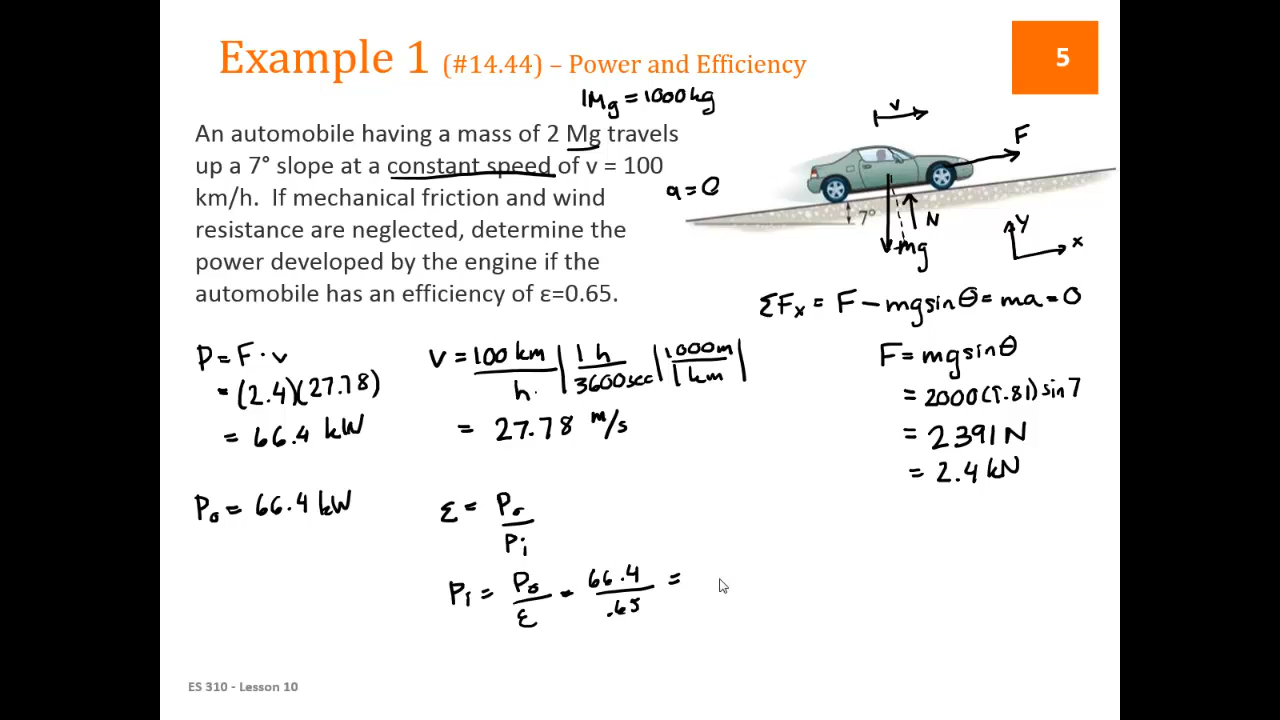 Example 1 (#14.44) – Power and Efficiency
5
1Mg = 1000kg
An automobile having a mass of 2 Mg travels
up a 7° slope at a constant speed of v = 100
km/h. If mechanical friction and wind
resistance are neglected, determine the
power developed by the engine if the
automobile has an efficiency of ε=0.65.
a = 0
v
F
7°
N
mg
y
x
ΣFx = F - mg sinθ = ma = 0
F = mg sinθ
= 2000(9.81) sin7
= 2391 N
= 2.4 kN
P = F · v
= (2.4)(27.78)
= 66.4 kW
V = 100 km/h | 1 h/3600 sec | 1000m/1 km |
= 27.78 m/s
Po = 66.4 kW
ε = Po/Pi
Pi = Po/ε = 66.4/.65 =
ES 310 - Lesson 10